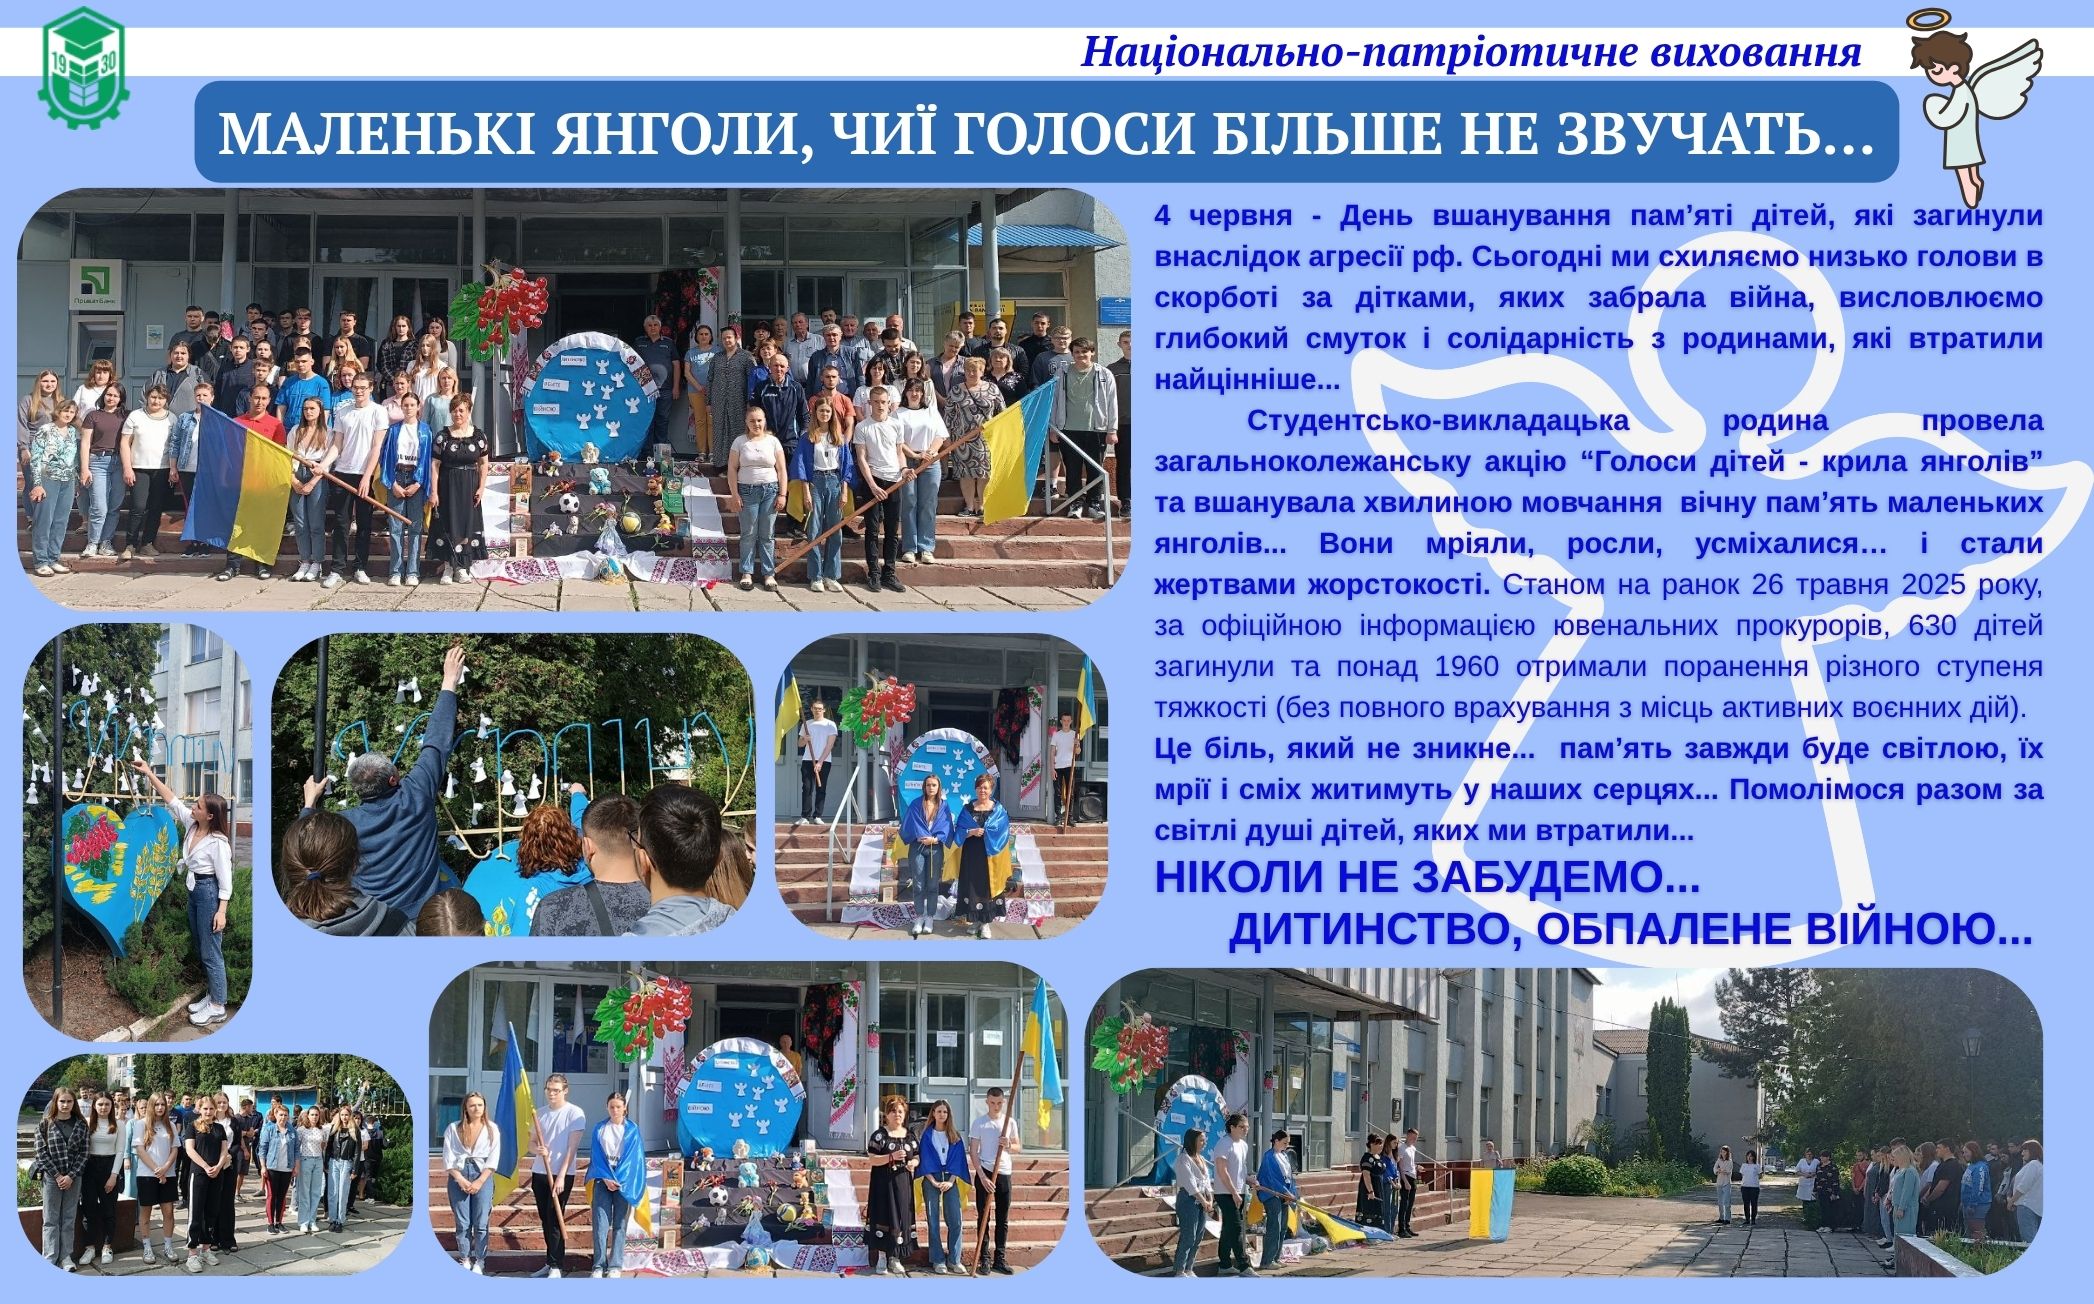 1930
Національно-патріотичне виховання
МАЛЕНЬКІ ЯНГОЛИ, ЧИЇ ГОЛОСИ БІЛЬШЕ НЕ ЗВУЧАТЬ...
4 червня - День вшанування пам’яті дітей, які загинули
внаслідок агресії рф. Сьогодні ми схиляємо низько голови в
скорботі за дітками, яких забрала війна, висловлюємо
глибокий смуток і солідарність з родинами, які втратили
найцінніше...
Студентсько-викладацька родина провела
загальноколежанську акцію “Голоси дітей - крила янголів”
та вшанувала хвилиною мовчання вічну пам’ять маленьких
янголів... Вони мріяли, росли, усміхалися… і стали
жертвами жорстокості. Станом на ранок 26 травня 2025 року,
за офіційною інформацією ювенальних прокурорів, 630 дітей
загинули та понад 1960 отримали поранення різного ступеня
тяжкості (без повного врахування з місць активних воєнних дій).
Це біль, який не зникне... пам’ять завжди буде світлою, їх
мрії і сміх житимуть у наших серцях... Помолімося разом за
світлі душі дітей, яких ми втратили...
НІКОЛИ НЕ ЗАБУДЕМО...
ДИТИНСТВО, ОБПАЛЕНЕ ВІЙНОЮ...
ПриватБанк
ДИТИНСТВО
ВБИТЕ
ВІЙНОЮ